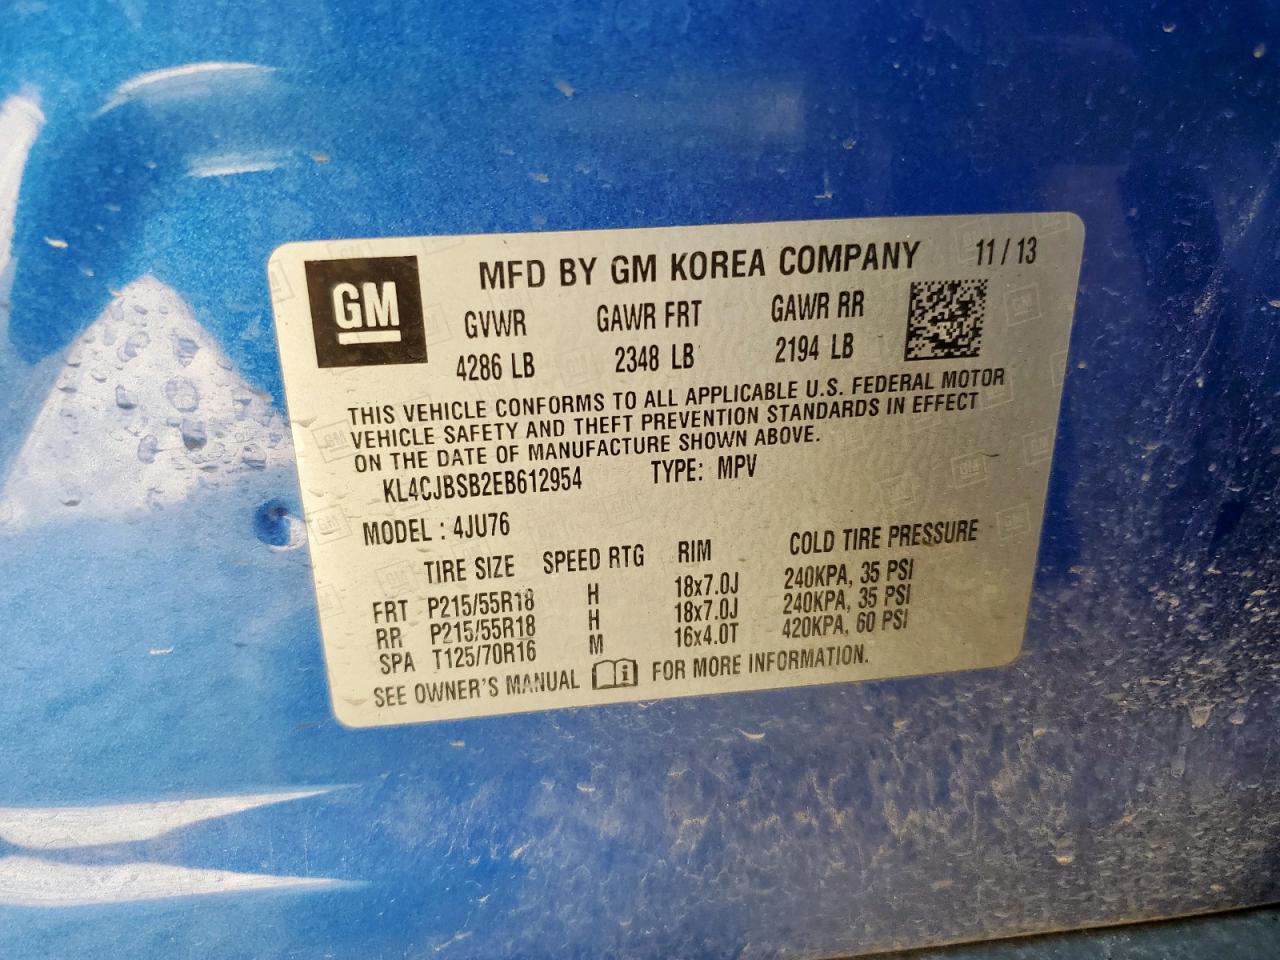 GM
MFD BY GM KOREA COMPANY 11 / 13
GVWR GAWR FRT GAWR RR
4286 LB 2348 LB 2194 LB
THIS VEHICLE CONFORMS TO ALL APPLICABLE U.S. FEDERAL MOTOR
VEHICLE SAFETY AND THEFT PREVENTION STANDARDS IN EFFECT
ON THE DATE OF MANUFACTURE SHOWN ABOVE.
KL4CJBSB2EB612954 TYPE: MPV
MODEL : 4JU76
TIRE SIZE SPEED RTG RIM COLD TIRE PRESSURE
FRT P215/55R18 H 18x7.0J 240KPA, 35 PSI
RR P215/55R18 H 18x7.0J 240KPA, 35 PSI
SPA T125/70R16 M 16x4.0T 420KPA, 60 PSI
SEE OWNER'S MANUAL FOR MORE INFORMATION.